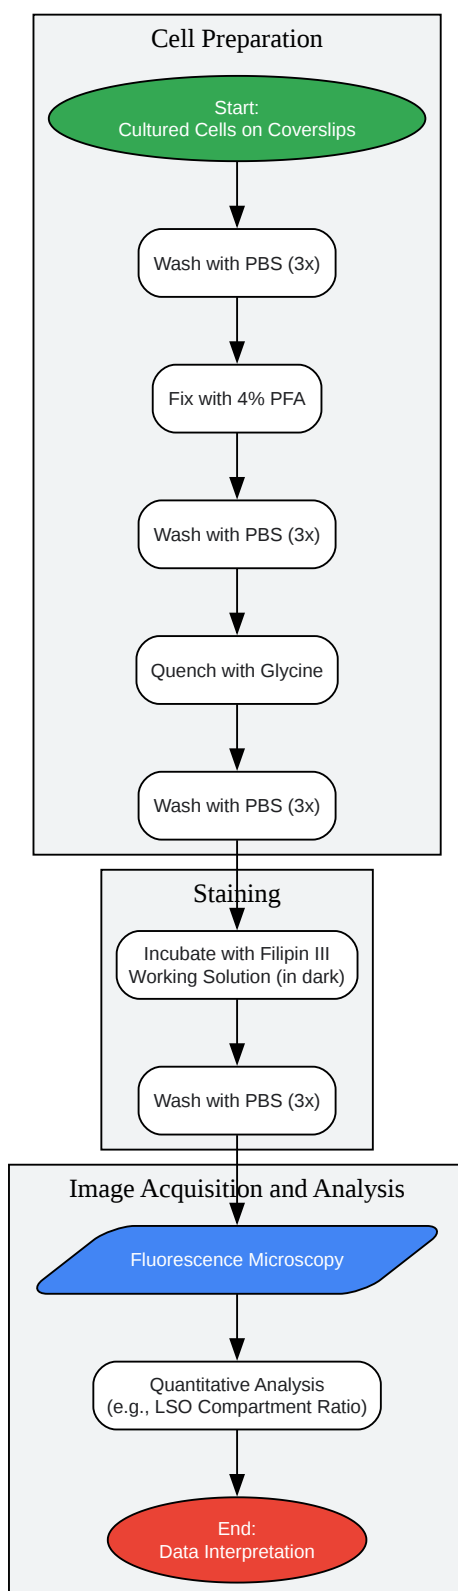 Cell Preparation
Start:
Cultured Cells on Coverslips
Wash with PBS (3x)
Fix with 4% PFA
Wash with PBS (3x)
Quench with Glycine
Wash with PBS (3x)
Staining
Incubate with Filipin III
Working Solution (in dark)
Wash with PBS (3x)
Image Acquisition and Analysis
Fluorescence Microscopy
Quantitative Analysis
(e.g., LSO Compartment Ratio)
End:
Data Interpretation